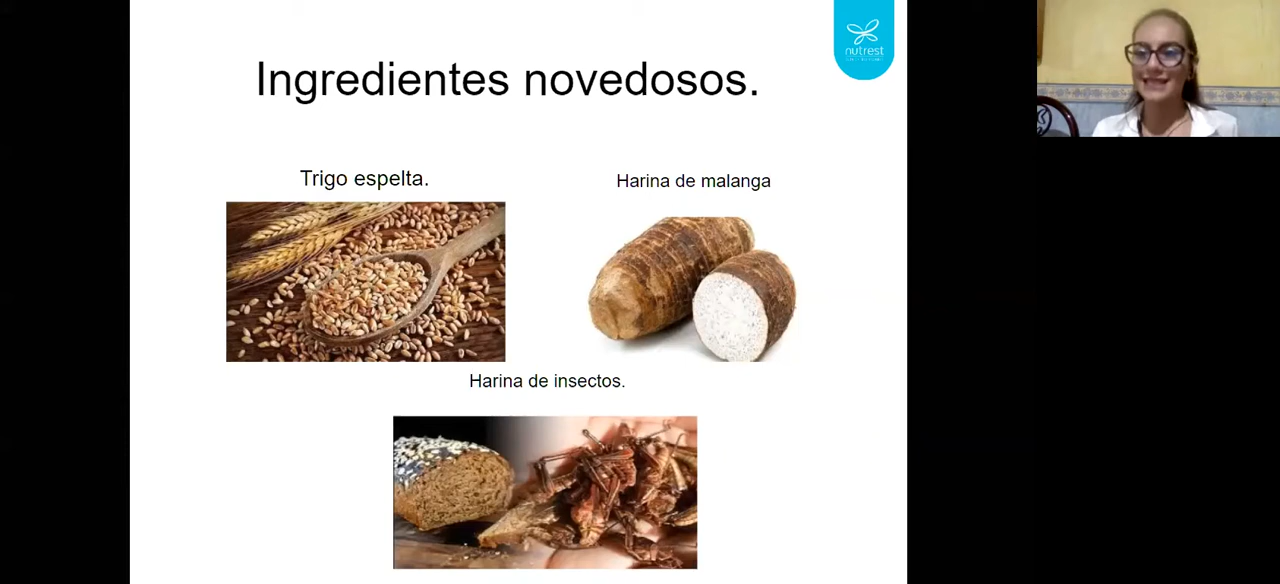 nutrest
Ingredientes novedosos.
Trigo espelta.
Harina de malanga
Harina de insectos.